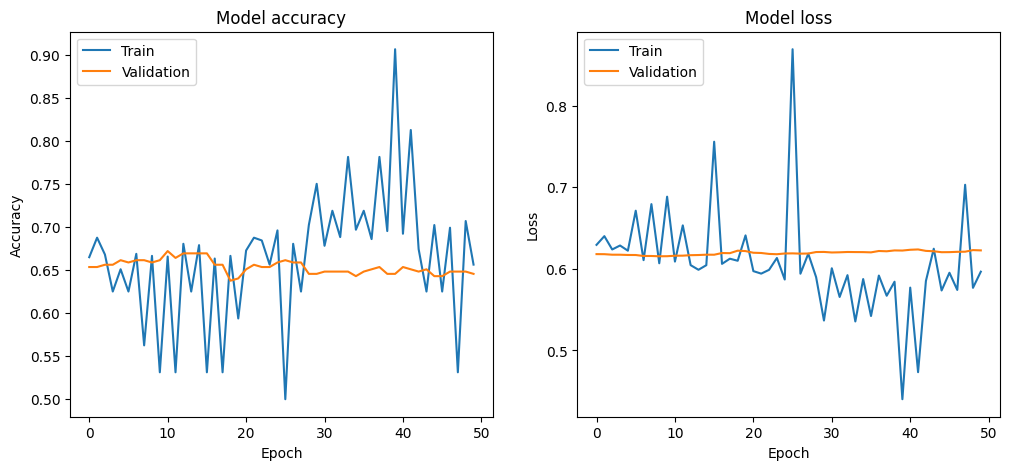 Model accuracy
Train
Validation
0.90
0.85
0.80
0.75
0.70
0.65
0.60
0.55
0.50
Accuracy
0 10 20 30 40 50
Epoch
Model loss
Train
Validation
0.8
0.7
0.6
0.5
Loss
0 10 20 30 40 50
Epoch